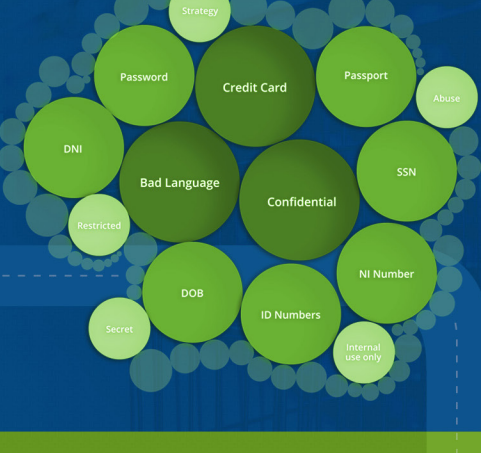 Strategy
Password
Credit Card
Passport
Abuse
DNI
Bad Language
Confidential
SSN
Restricted
NI Number
DOB
ID Numbers
Secret
Internal
use only